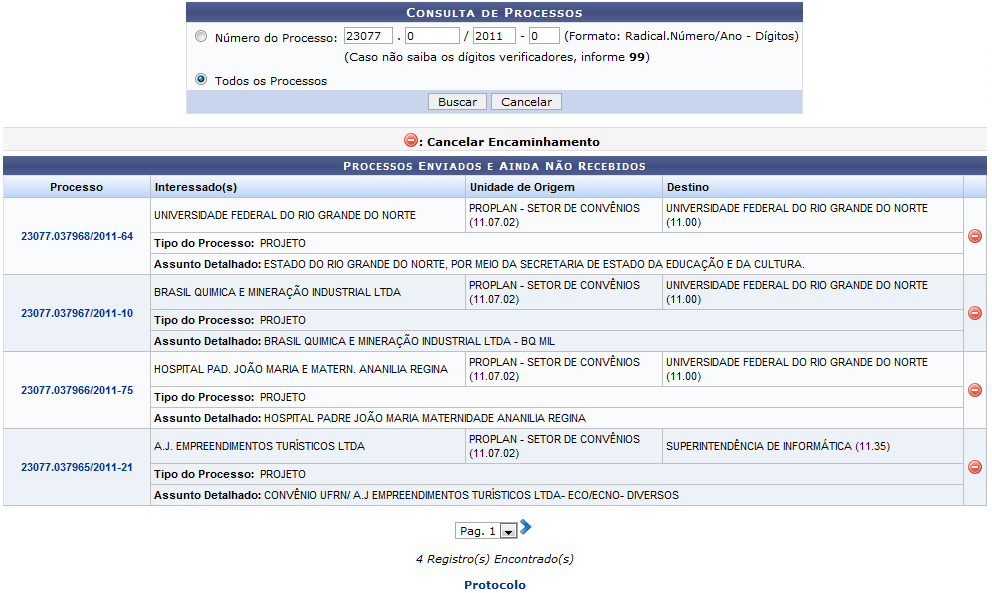 CONSULTA DE PROCESSOS
Número do Processo: 23077 . 0 / 2011 - 0 (Formato: Radical.Número/Ano - Dígitos)
(Caso não saiba os dígitos verificadores, informe 99)
Todos os Processos
Buscar Cancelar
: Cancelar Encaminhamento
PROCESSOS ENVIADOS E AINDA NÃO RECEBIDOS
Processo Interessado(s) Unidade de Origem Destino
23077.037968/2011-64
UNIVERSIDADE FEDERAL DO RIO GRANDE DO NORTE
PROPLAN - SETOR DE CONVÊNIOS
(11.07.02)
UNIVERSIDADE FEDERAL DO RIO GRANDE DO NORTE
(11.00)
Tipo do Processo: PROJETO
Assunto Detalhado: ESTADO DO RIO GRANDE DO NORTE, POR MEIO DA SECRETARIA DE ESTADO DA EDUCAÇÃO E DA CULTURA.
23077.037967/2011-10
BRASIL QUIMICA E MINERAÇÃO INDUSTRIAL LTDA
PROPLAN - SETOR DE CONVÊNIOS
(11.07.02)
UNIVERSIDADE FEDERAL DO RIO GRANDE DO NORTE
(11.00)
Tipo do Processo: PROJETO
Assunto Detalhado: BRASIL QUIMICA E MINERAÇÃO INDUSTRIAL LTDA - BQ MIL
23077.037966/2011-75
HOSPITAL PAD. JOÃO MARIA E MATERN. ANANILIA REGINA
PROPLAN - SETOR DE CONVÊNIOS
(11.07.02)
UNIVERSIDADE FEDERAL DO RIO GRANDE DO NORTE
(11.00)
Tipo do Processo: PROJETO
Assunto Detalhado: HOSPITAL PADRE JOÃO MARIA MATERNIDADE ANANILIA REGINA
23077.037965/2011-21
A.J. EMPREENDIMENTOS TURÍSTICOS LTDA
PROPLAN - SETOR DE CONVÊNIOS
(11.07.02)
SUPERINTENDÊNCIA DE INFORMÁTICA (11.35)
Tipo do Processo: PROJETO
Assunto Detalhado: CONVÊNIO UFRN/ A.J EMPREENDIMENTOS TURÍSTICOS LTDA- ECO/ECNO- DIVERSOS
Pag. 1
4 Registro(s) Encontrado(s)
Protocolo